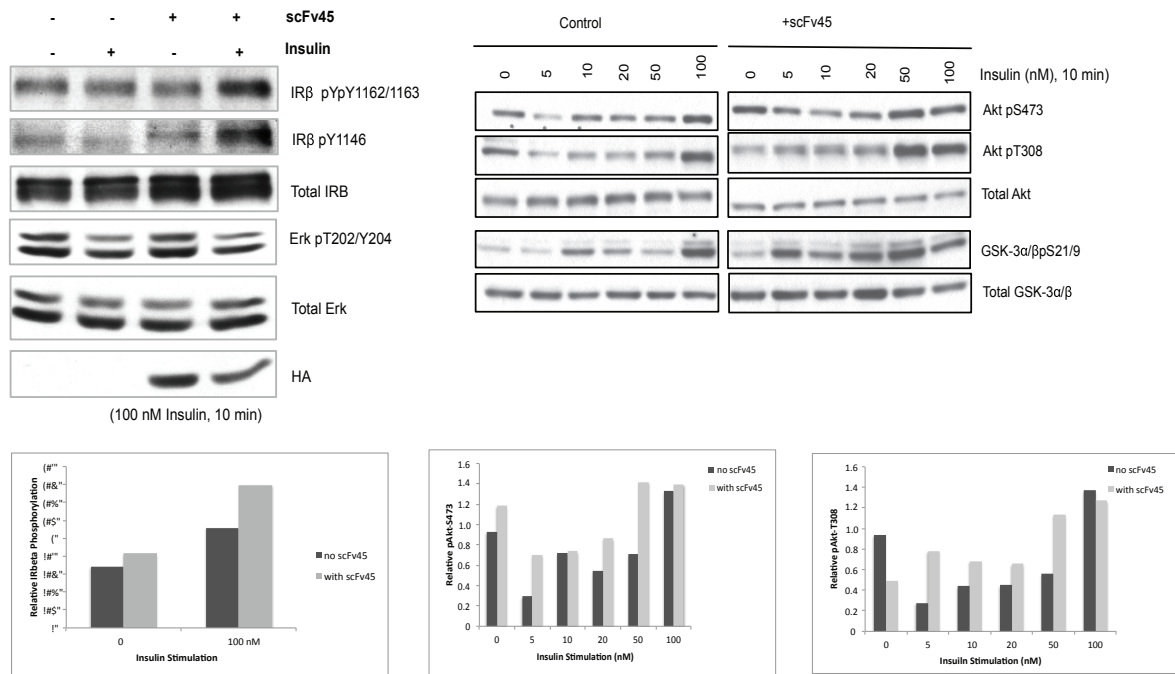 - - + + scFv45
- + - + Insulin
IRβ pYpY1162/1163
IRβ pY1146
Total IRB
Erk pT202/Y204
Total Erk
HA
(100 nM Insulin, 10 min)
Control +scFv45
0 5 10 20 50 100 0 5 10 20 50 100 Insulin (nM), 10 min)
Akt pS473
Akt pT308
Total Akt
GSK-3α/βpS21/9
Total GSK-3α/β
Relative IRbeta Phosphorylation
(#'"
(#&"
(#%"
(#$"
("
!#'"
!#&"
!#%"
!#$"
!"
0 100 nM
Insulin Stimulation
no scFv45
with scFv45
Relative pAkt-S473
1.6
1.4
1.2
1.0
0.8
0.6
0.4
0.2
0
0 5 10 20 50 100
Insulin Stimulation (nM)
no scFv45
with scFv45
Relative pAkt-T308
1.6
1.4
1.2
1.0
0.8
0.6
0.4
0.2
0
0 5 10 20 50 100
Insuiln Stimulation (nM)
no scFv45
with scFv45